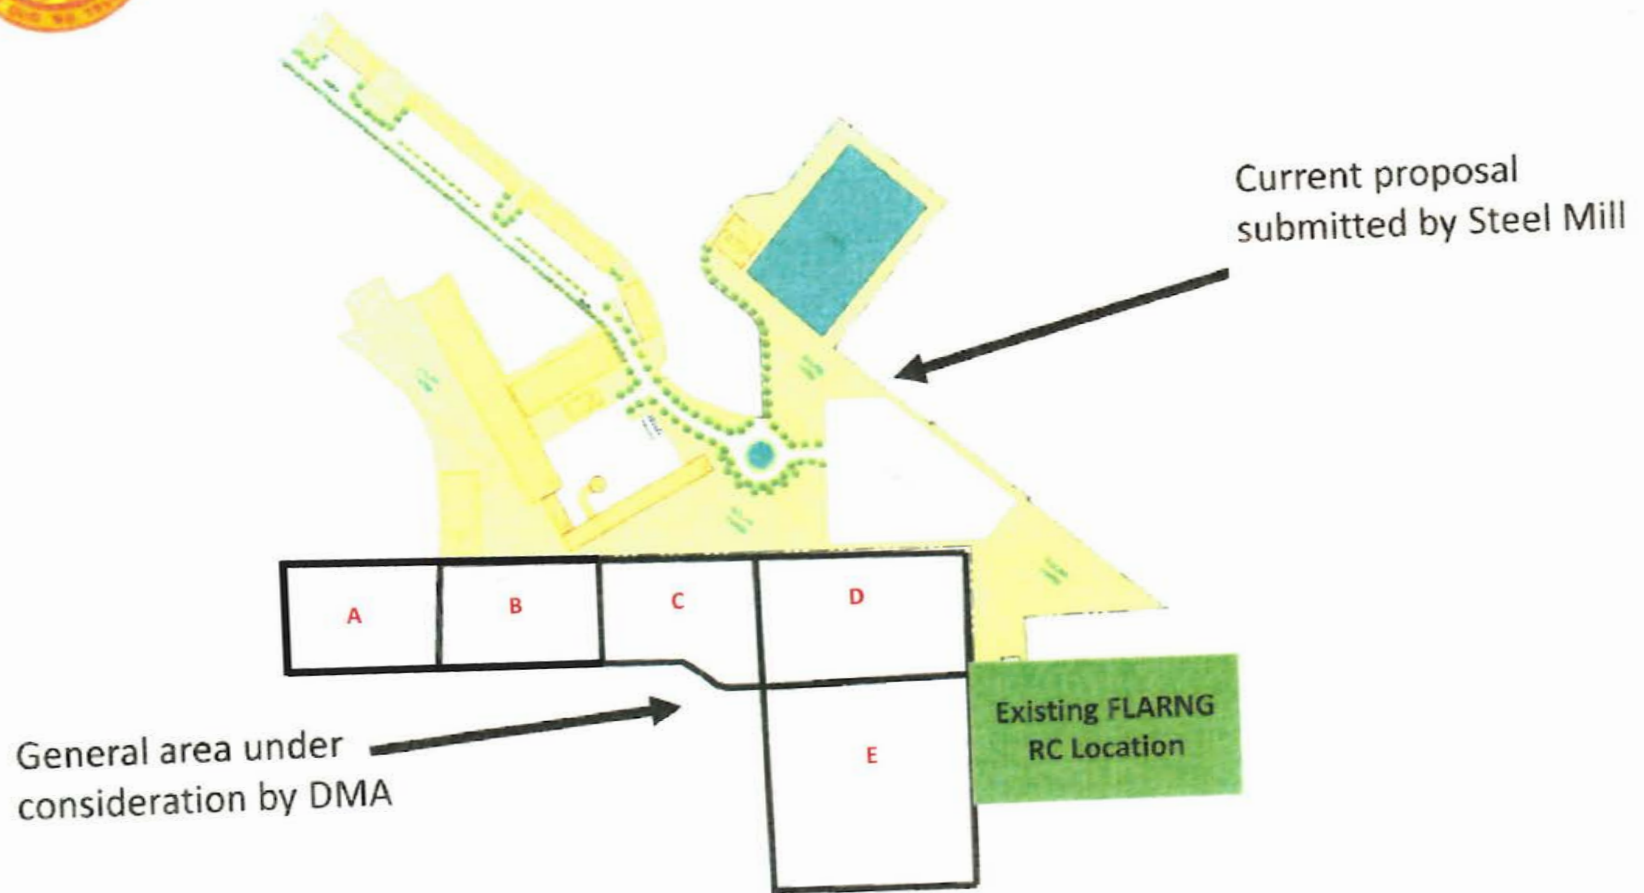 Current proposal
submitted by Steel Mill
A
B
C
D
E
Existing FLARNG
RC Location
General area under
consideration by DMA